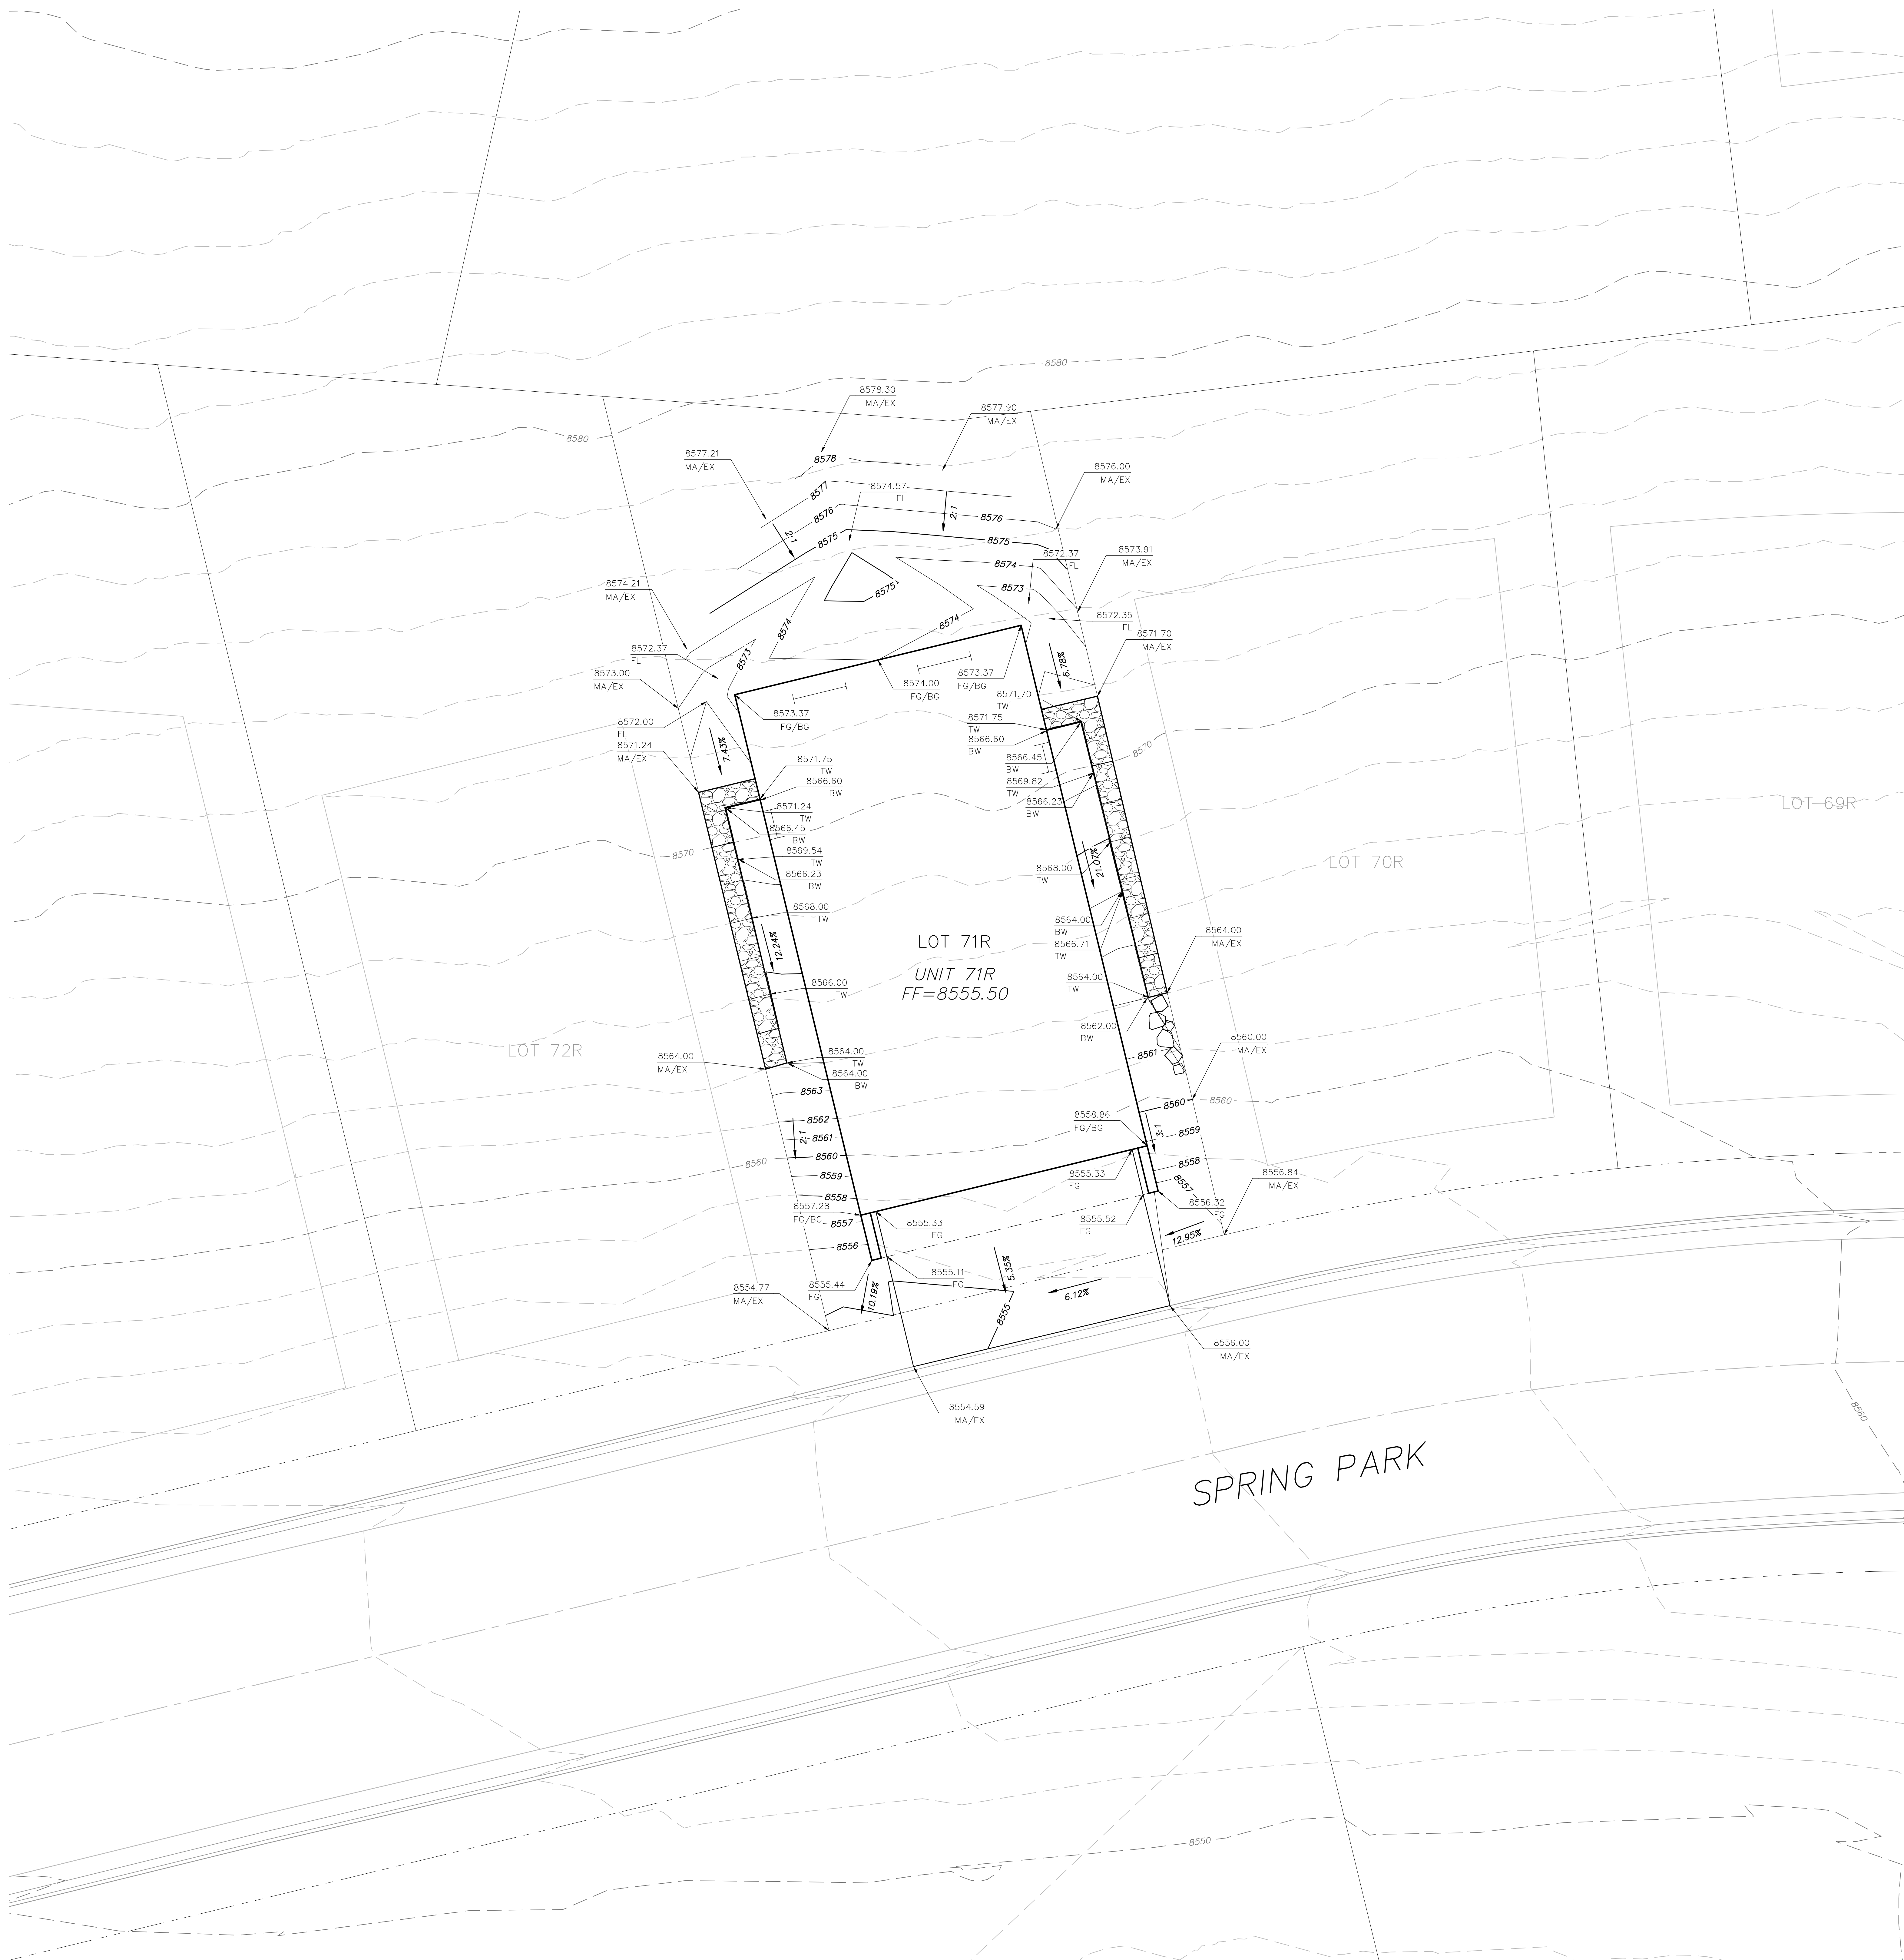 8580
8578.30
MA/EX
8577.90
MA/EX
8580
8577.21
MA/EX
8578
8576.00
MA/EX
8577
8574.57
FL
8576
2:1
8576
2:1
8575
8575
8572.37
FL
8573.91
MA/EX
8574
8574.21
MA/EX
8575
8573
8572.35
FL
8574
8574
8571.70
MA/EX
8572.37
FL
8573
6.78%
8573.00
MA/EX
8574.00
FG/BG
8573.37
FG/BG
8571.70
TW
8573.37
FG/BG
8572.00
FL
8571.75
TW
8566.60
BW
8571.24
MA/EX
7.43%
8570
8571.75
TW
8566.45
BW
8566.60
BW
8569.82
TW
8571.24
TW
8566.23
BW
LOT 69R
8566.45
BW
8570
8569.54
TW
21.07%
LOT 70R
8566.23
BW
8568.00
TW
8568.00
TW
8564.00
BW
12.24%
LOT 71R
8566.71
TW
8564.00
MA/EX
UNIT 71R
FF=8555.50
8564.00
TW
8566.00
TW
8562.00
BW
8560.00
MA/EX
LOT 72R
8564.00
MA/EX
8564.00
TW
8561
8564.00
BW
8563
8560
8560
8562
8558.86
FG/BG
8561
2:1
3:1
8559
8560
8560
8558
8559
8555.33
FG
8556.84
MA/EX
8557
8558
8557.28
FG/BG
8556.32
FG
8557
8555.33
FG
8555.52
FG
8556
12.95%
8555.44
FG
8555.11
FG
5.35%
8554.77
MA/EX
10.19%
6.12%
8555
8556.00
MA/EX
8554.59
MA/EX
8560
SPRING PARK
8550